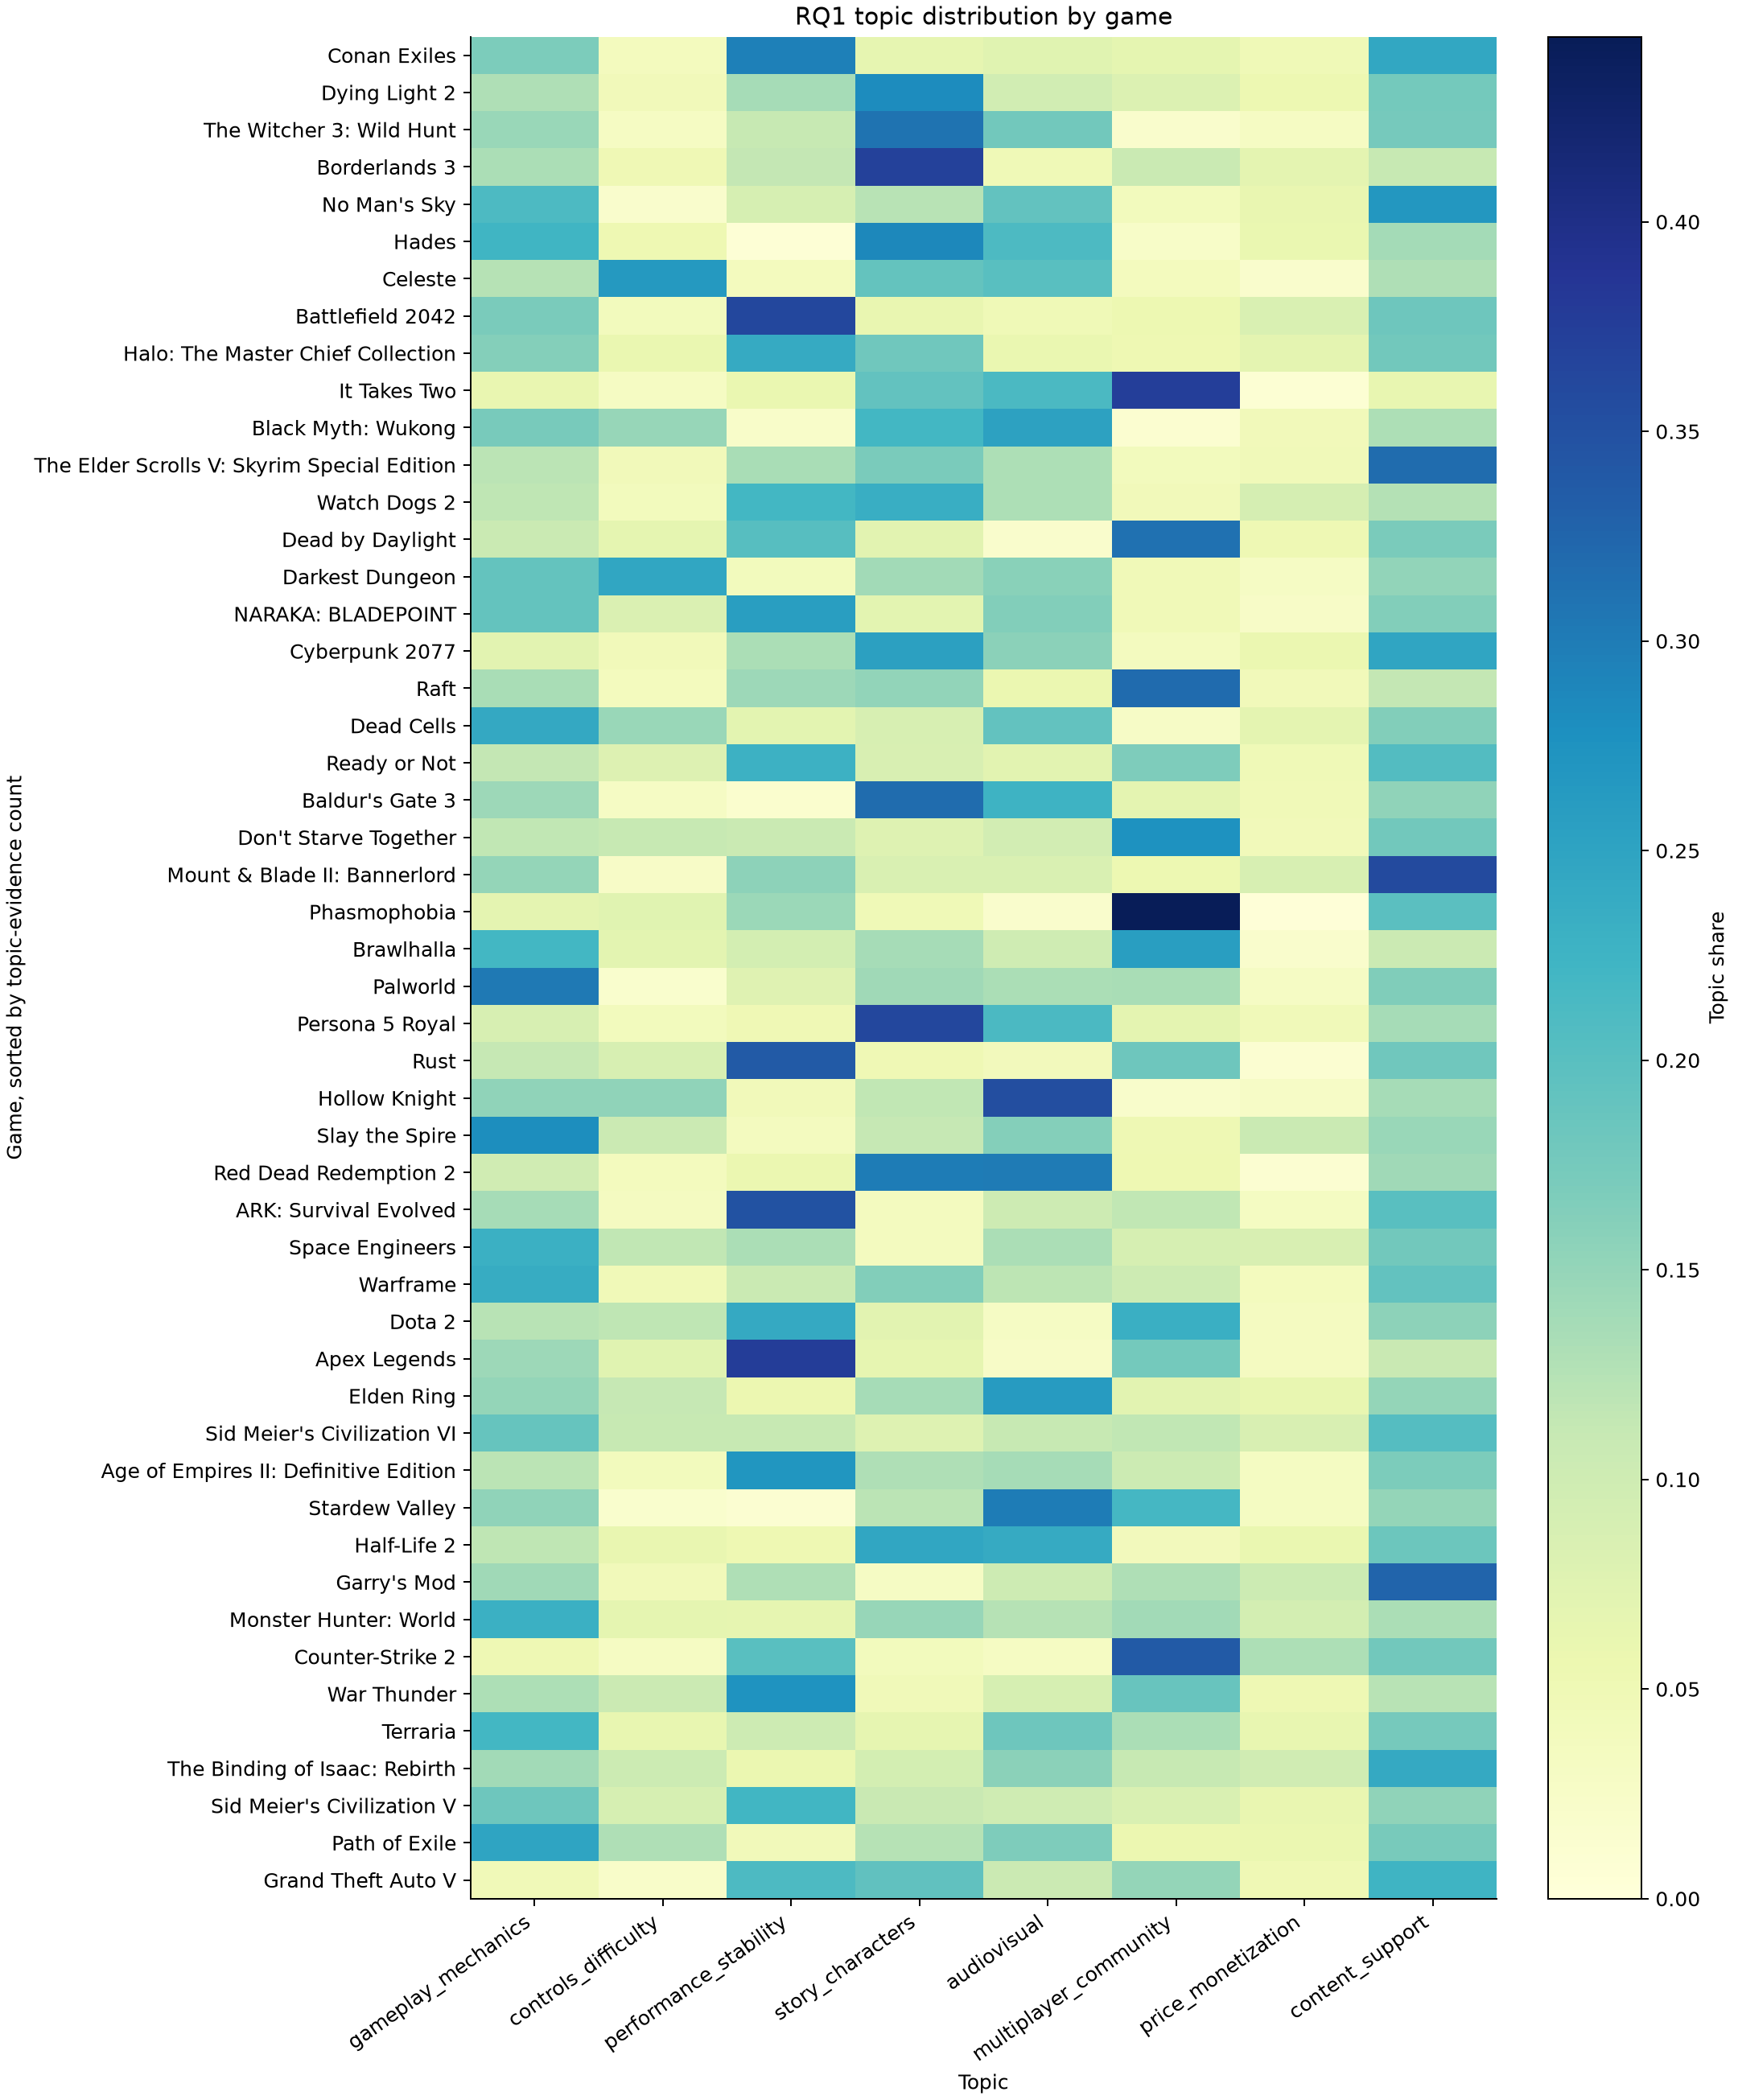 RQ1 topic distribution by game
Game, sorted by topic-evidence count
Conan Exiles
Dying Light 2
The Witcher 3: Wild Hunt
Borderlands 3
No Man's Sky
Hades
Celeste
Battlefield 2042
Halo: The Master Chief Collection
It Takes Two
Black Myth: Wukong
The Elder Scrolls V: Skyrim Special Edition
Watch Dogs 2
Dead by Daylight
Darkest Dungeon
NARAKA: BLADEPOINT
Cyberpunk 2077
Raft
Dead Cells
Ready or Not
Baldur's Gate 3
Don't Starve Together
Mount & Blade II: Bannerlord
Phasmophobia
Brawlhalla
Palworld
Persona 5 Royal
Rust
Hollow Knight
Slay the Spire
Red Dead Redemption 2
ARK: Survival Evolved
Space Engineers
Warframe
Dota 2
Apex Legends
Elden Ring
Sid Meier's Civilization VI
Age of Empires II: Definitive Edition
Stardew Valley
Half-Life 2
Garry's Mod
Monster Hunter: World
Counter-Strike 2
War Thunder
Terraria
The Binding of Isaac: Rebirth
Sid Meier's Civilization V
Path of Exile
Grand Theft Auto V
gameplay_mechanics
controls_difficulty
performance_stability
story_characters
audiovisual
multiplayer_community
price_monetization
content_support
Topic
0.40
0.35
0.30
0.25
0.20
0.15
0.10
0.05
0.00
Topic share